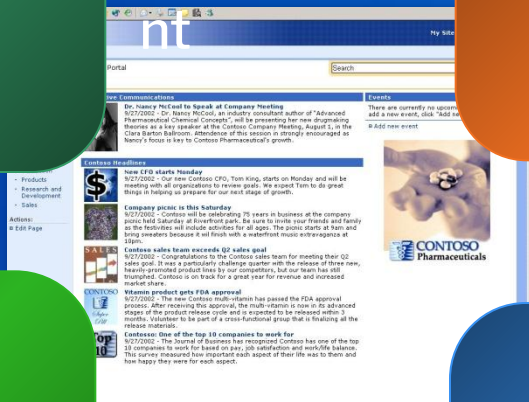 nt
My Site
Portal
Search
ve Communications
Dr. Nancy McCool to Speak at Company Meeting
9/27/2002 - Dr. Nancy McCool, an industry consultant author of "Advanced
Pharmaceutical Chemical Concepts", will be presenting her new drugmaking
theories as a key speaker at the Contoso Company Meeting, August 1, in the
Clara Barton Ballroom. Attendence of this session in strongly encouraged as
Nancy's focus is key to Contoso Pharmaceutical's growth.
Events
There are currently no upcom
add a new event, click "Add ne
Add new event
Contoso Headlines
New CFO starts Monday
9/27/2002 - Our new Contoso CFO, Tom King, starts on Monday and will be
meeting with all organizations to review goals. We expect Tom to do great
things in helping us prepare for our next stage of growth.
Products
Research and
Development
Sales
Actions:
Edit Page
Company picnic is this Saturday
9/27/2002 - Contoso will be celebrating 75 years in business at the company
picnic held Saturday at Riverfront park. Be sure to invite your friends and family
as the festivities will include activities for all ages. The picnic starts at 9am and
bring sweaters because it will finish with a waterfront music extravaganza at
10pm.
SALES
Contoso sales team exceeds Q2 sales goal
9/27/2002 - Congratulations to the Contoso sales team for meeting their Q2
sales goal. It was a particularly challenge quarter with the release of three new,
heavily-promoted product lines by our competitors, but our team has still
triumphed. Contoso is on track for a great year for revenue and increased
market share.
CONTOSO
Pharmaceuticals
CONTOSO
Super
Pill
Vitamin product gets FDA approval
9/27/2002 - The new Contoso multi-vitamin has passed the FDA approval
process. After receiving this approval, the multi-vitamin is now in its advanced
stages of the product release cycle and is expected to be released within 3
months. Volunteer to be part of a cross-functional group that is finalizing all the
release materials.
Top
10
Contoso: One of the top 10 companies to work for
9/27/2002 - The Journal of Business has recognized Contoso has one of the top
10 companies to work for based on pay, job satisfaction and work/life balance.
This survey measured how important each aspect of their life was to them and
how happy they were for each aspect.